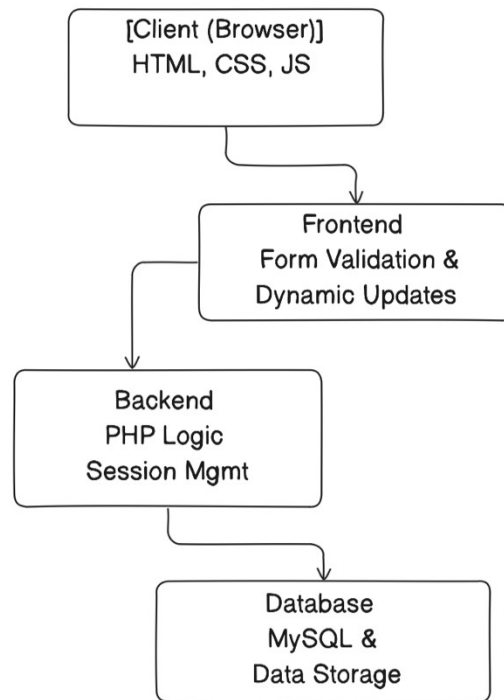 [Client (Browser)]
HTML, CSS, JS
Frontend
Form Validation &
Dynamic Updates
Backend
PHP Logic
Session Mgmt
Database
MySQL &
Data Storage